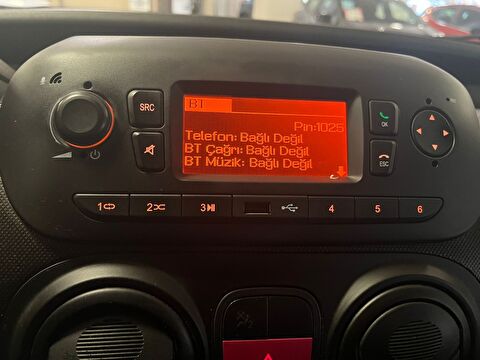 SRC
BT
Pin:1025
Telefon: Bağlı Değil
BT Çağrı: Bağlı Değil
BT Müzik: Bağlı Değil
OK
ESC
1 2 3 4 5 6